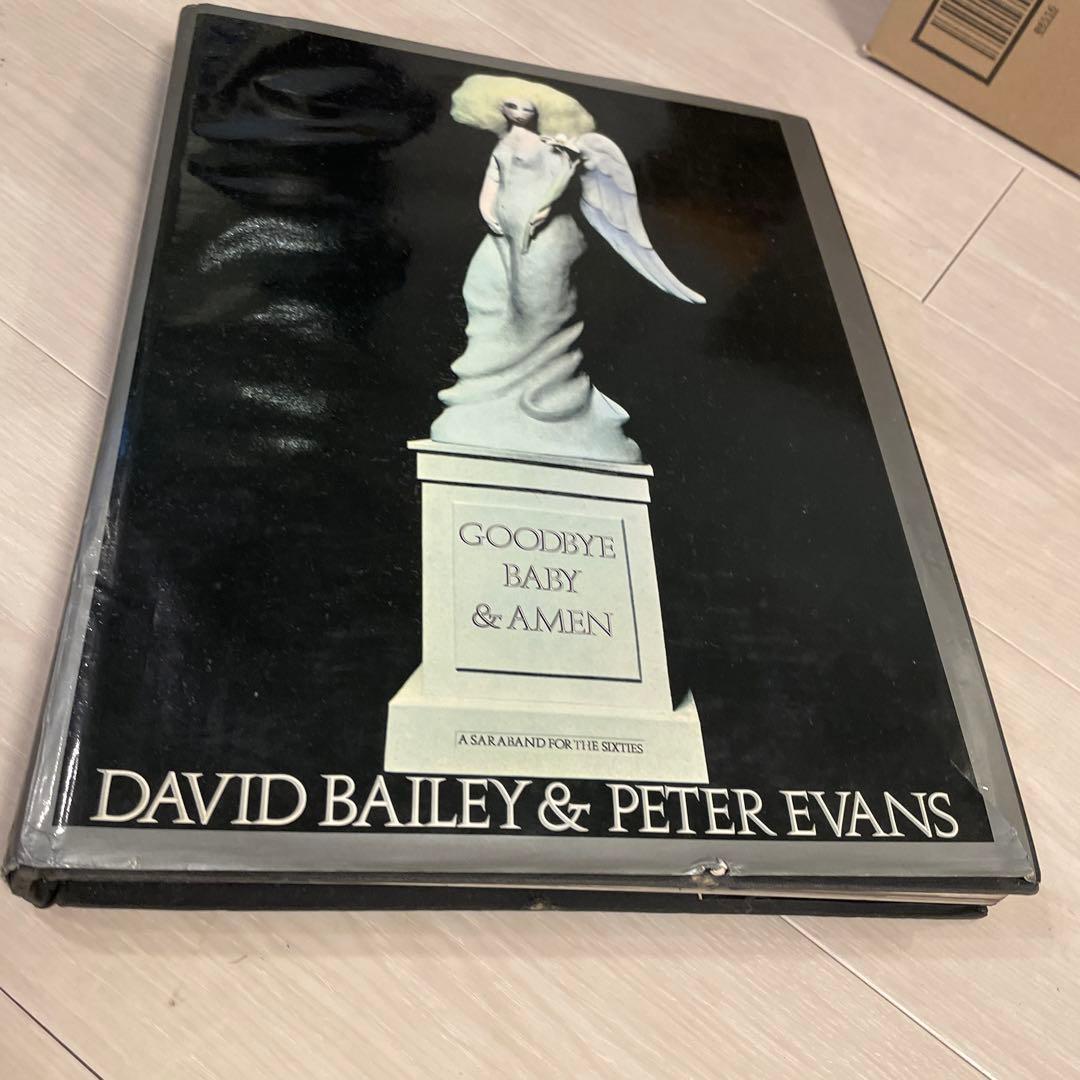 GOODBYE
BABY
& AMEN
A SARABAND FOR THE SIXTIES
DAVID BAILEY & PETER EVANS